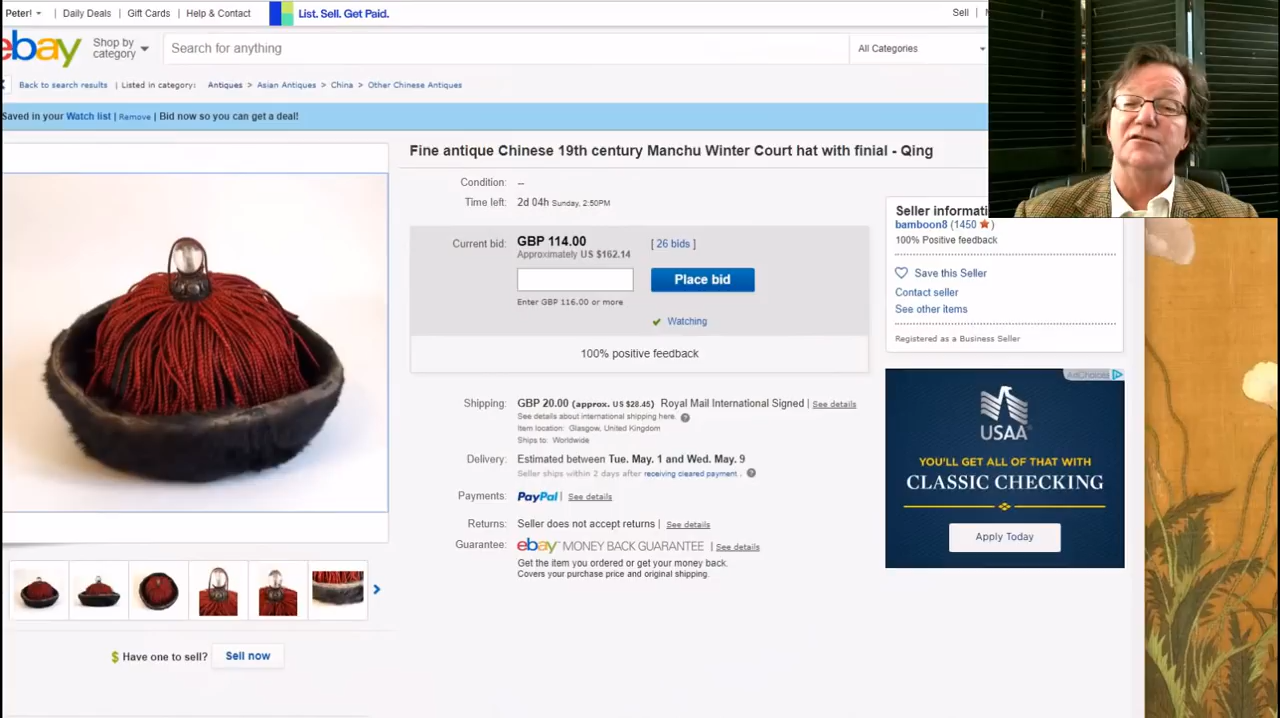 Peter!
Daily Deals
Gift Cards
Help & Contact
List. Sell. Get Paid.
Sell
ebay
Shop by category
Search for anything
All Categories
Back to search results | Listed in category: Antiques > Asian Antiques > China > Other Chinese Antiques
Saved in your Watch list | Remove | Bid now so you can get a deal!
Fine antique Chinese 19th century Manchu Winter Court hat with finial - Qing
Condition: --
Time left: 2d 04h Sunday, 2:50PM
Current bid: GBP 114.00 [ 26 bids ]
Approximately US $162.14
Place bid
Enter GBP 116.00 or more
Watching
100% positive feedback
Shipping: GBP 20.00 (approx. US $28.45) Royal Mail International Signed | See details
See details about international shipping here.
Item location: Glasgow, United Kingdom
Ships to: Worldwide
Delivery: Estimated between Tue. May. 1 and Wed. May. 9
Seller ships within 2 days after receiving cleared payment.
Payments: PayPal | See details
Returns: Seller does not accept returns | See details
Guarantee: ebay MONEY BACK GUARANTEE | See details
Get the item you ordered or get your money back.
Covers your purchase price and original shipping.
Seller informati
bamboon8 (1450 )
100% Positive feedback
Save this Seller
Contact seller
See other items
Registered as a Business Seller
AdChoices
USAA
YOU'LL GET ALL OF THAT WITH
CLASSIC CHECKING
Apply Today
$ Have one to sell? Sell now